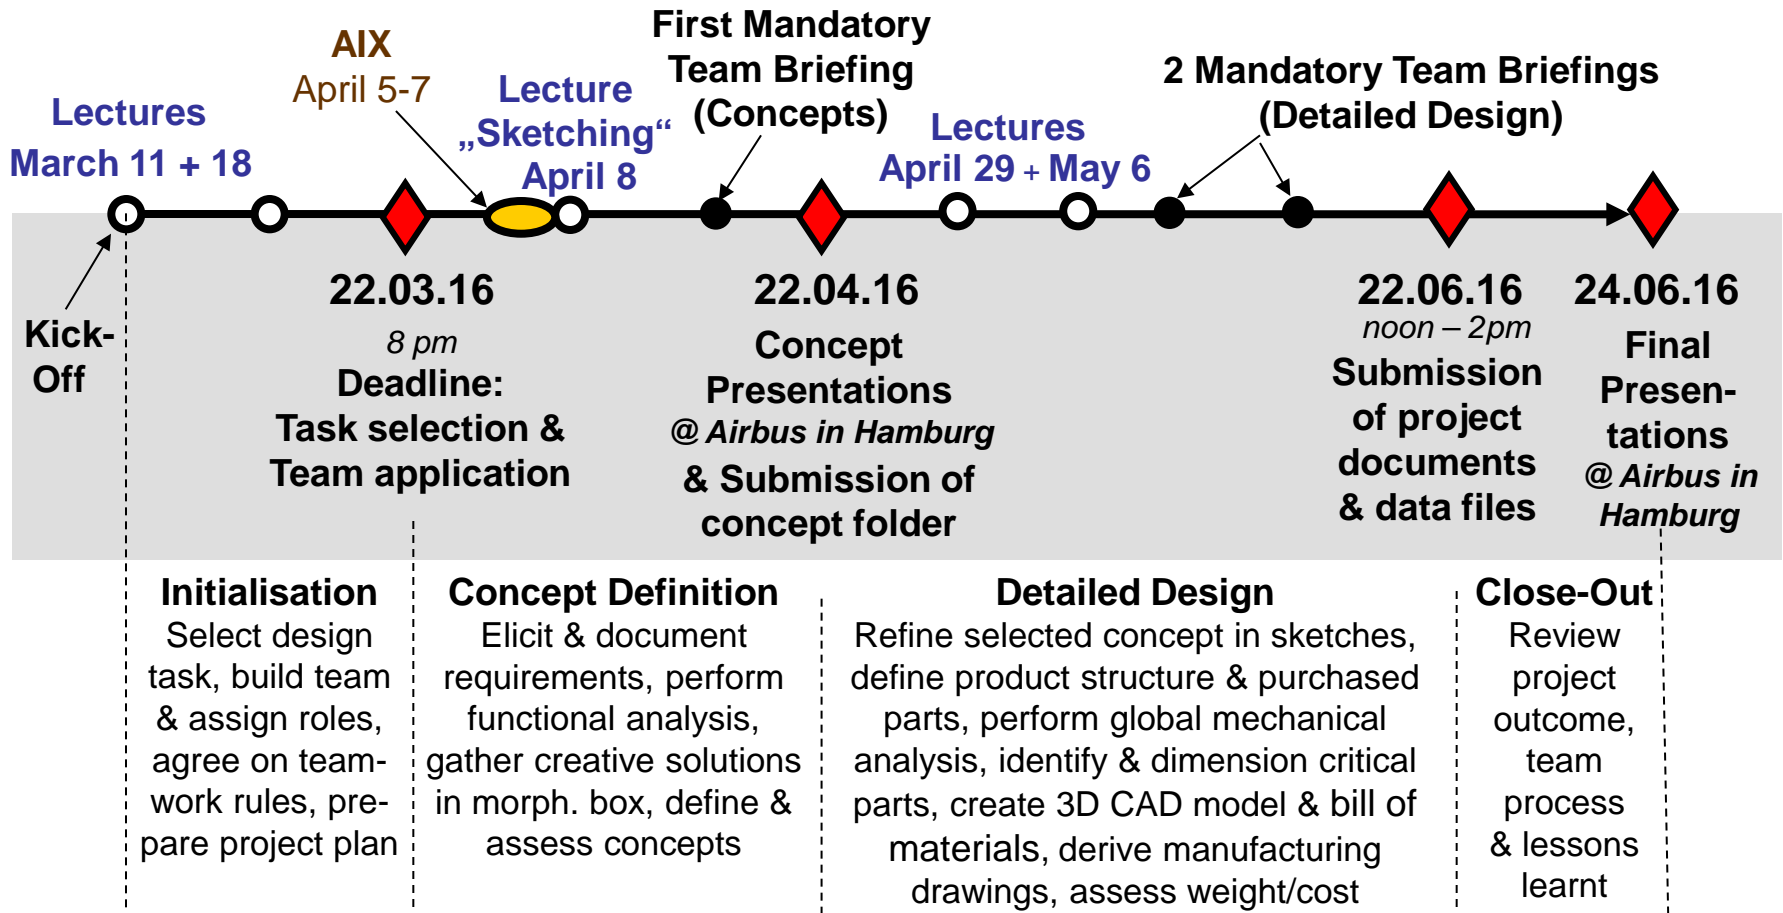 AIX
April 5-7
Lectures
March 11 + 18
Lecture
„Sketching“
April 8
First Mandatory
Team Briefing
(Concepts)
Lectures
April 29 + May 6
2 Mandatory Team Briefings
(Detailed Design)
Kick-
Off
22.03.16
8 pm
Deadline:
Task selection &
Team application
22.04.16
Concept
Presentations
@ Airbus in Hamburg
& Submission of
concept folder
22.06.16
noon – 2pm
Submission
of project
documents
& data files
24.06.16
Final
Presen-
tations
@ Airbus in
Hamburg
Initialisation
Select design
task, build team
& assign roles,
agree on team-
work rules, pre-
pare project plan
Concept Definition
Elicit & document
requirements, perform
functional analysis,
gather creative solutions
in morph. box, define &
assess concepts
Detailed Design
Refine selected concept in sketches,
define product structure & purchased
parts, perform global mechanical
analysis, identify & dimension critical
parts, create 3D CAD model & bill of
materials, derive manufacturing
drawings, assess weight/cost
Close-Out
Review
project
outcome,
team
process
& lessons
learnt